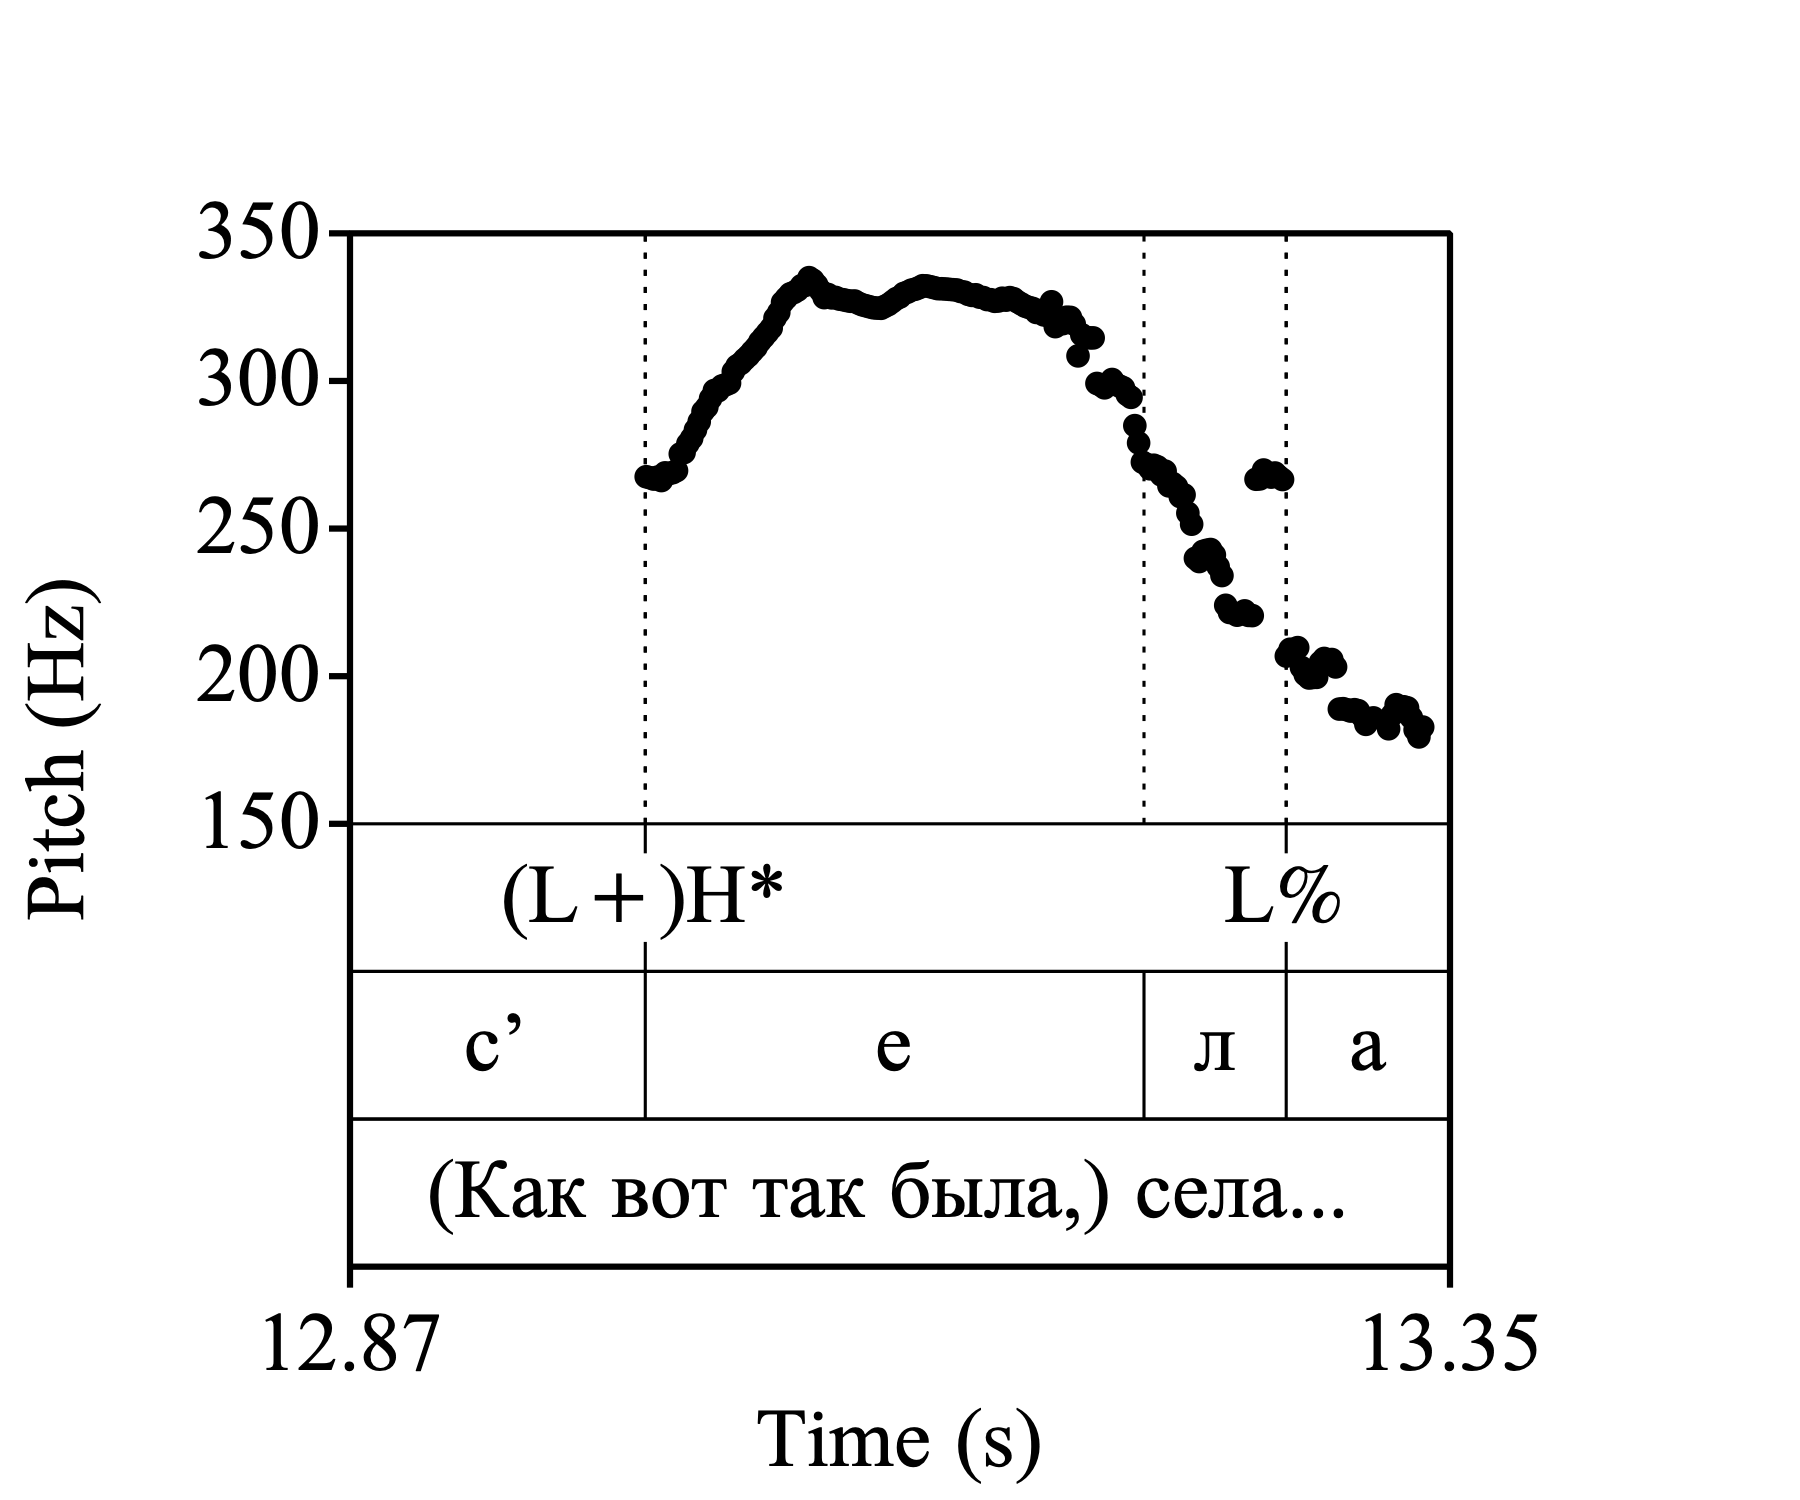 Pitch (Hz)
350
300
250
200
150
(L+)H* L%
с’ е л а
(Как вот так была,) села...
12.87 13.35
Time (s)